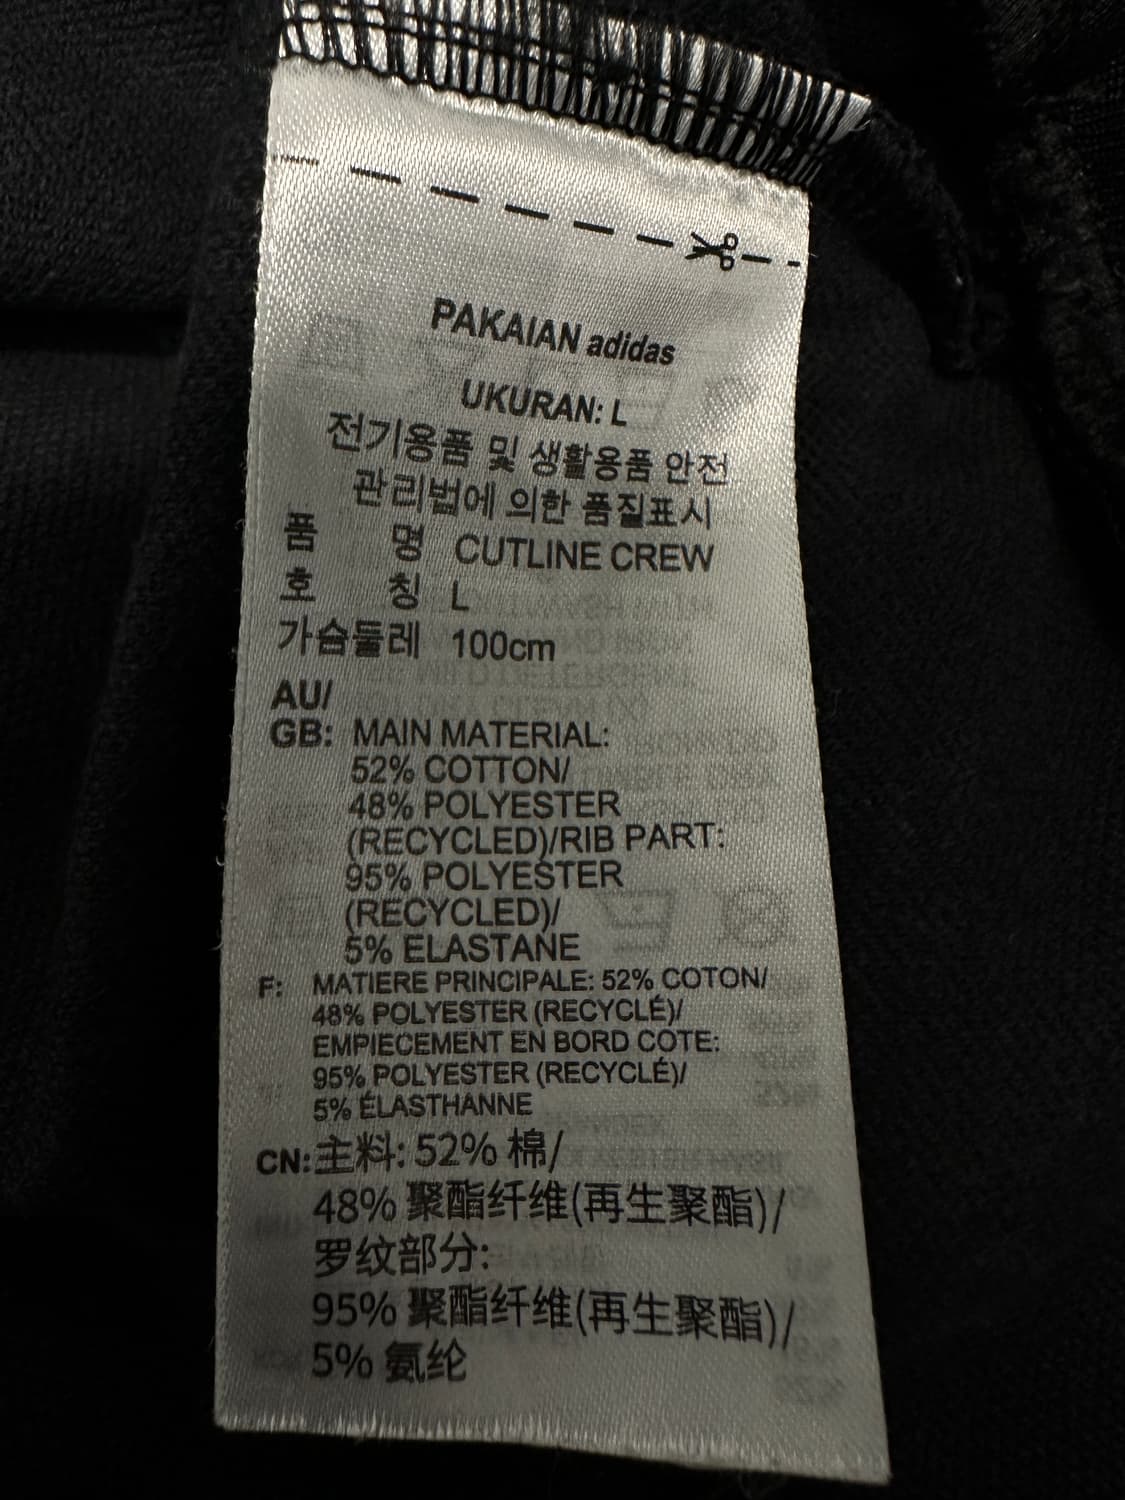 PAKAIAN adidas
UKURAN: L
전기용품 및 생활용품 안전
관리법에 의한 품질표시
품 명 CUTLINE CREW
호 칭 L
가슴둘레 100cm
AU/
GB: MAIN MATERIAL:
52% COTTON/
48% POLYESTER
(RECYCLED)/RIB PART:
95% POLYESTER
(RECYCLED)/
5% ELASTANE
F: MATIERE PRINCIPALE: 52% COTON/
48% POLYESTER (RECYCLÉ)/
EMPIECEMENT EN BORD COTE:
95% POLYESTER (RECYCLÉ)/
5% ÉLASTHANNE
CN: 主料: 52% 棉/
48% 聚酯纤维(再生聚酯)/
罗纹部分:
95% 聚酯纤维(再生聚酯)/
5% 氨纶